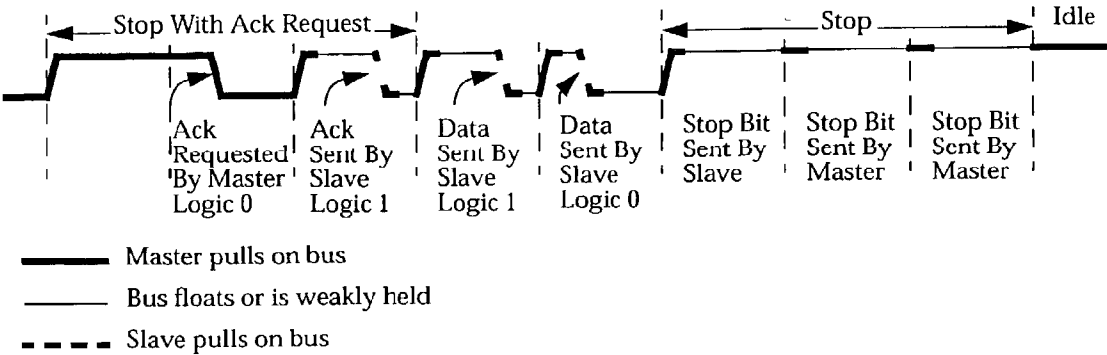 Stop With Ack Request
Stop
Idle
Ack
Requested
By Master
Logic 0
Ack
Sent By
Slave
Logic 1
Data
Sent By
Slave
Logic 1
Data
Sent By
Slave
Logic 0
Stop Bit
Sent By
Slave
Stop Bit
Sent By
Master
Stop Bit
Sent By
Master
Master pulls on bus
Bus floats or is weakly held
Slave pulls on bus